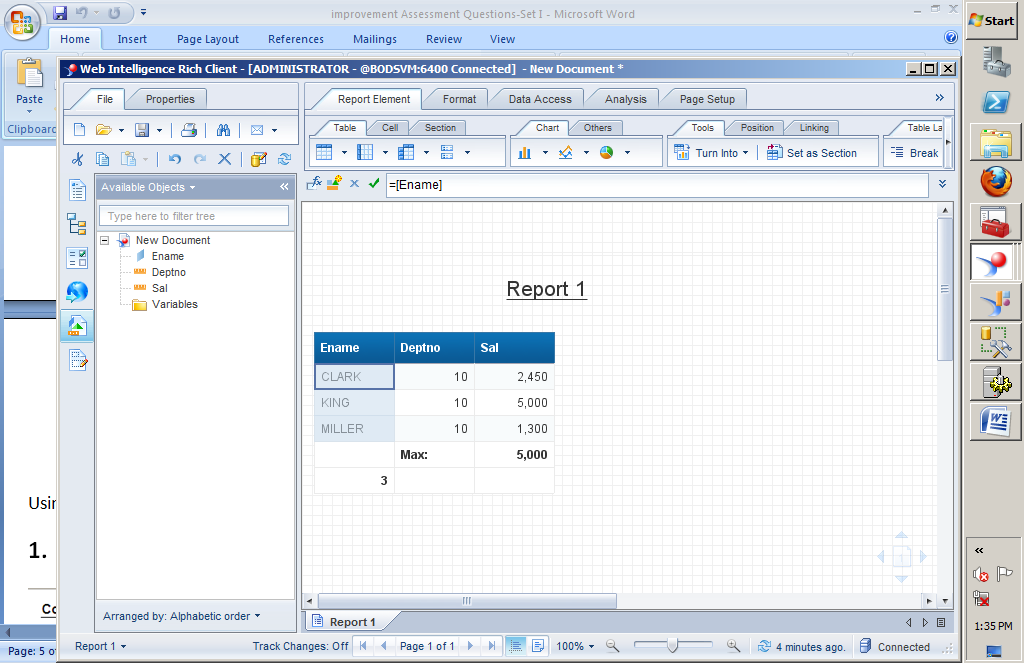 improvement Assessment Questions-Set I - Microsoft Word
Start
Home Insert Page Layout References Mailings Review View
Paste
Clipboard
Web Intelligence Rich Client - [ADMINISTRATOR - @BODSVM:6400 Connected] - New Document *
File Properties
Report Element Format Data Access Analysis Page Setup
Table Cell Section Chart Others Tools Position Linking Table La
Turn Into Set as Section Break
Available Objects
=[Ename]
Type here to filter tree
New Document
Ename
Deptno
Sal
Variables
Report 1
Ename Deptno Sal
CLARK 10 2,450
KING 10 5,000
MILLER 10 1,300
Max: 5,000
3
Usin
1.
1
Co
Arranged by: Alphabetic order
Report 1
Report 1 Track Changes: Off Page 1 of 1 100% 4 minutes ago. Connected
Page: 5 o
1:35 PM